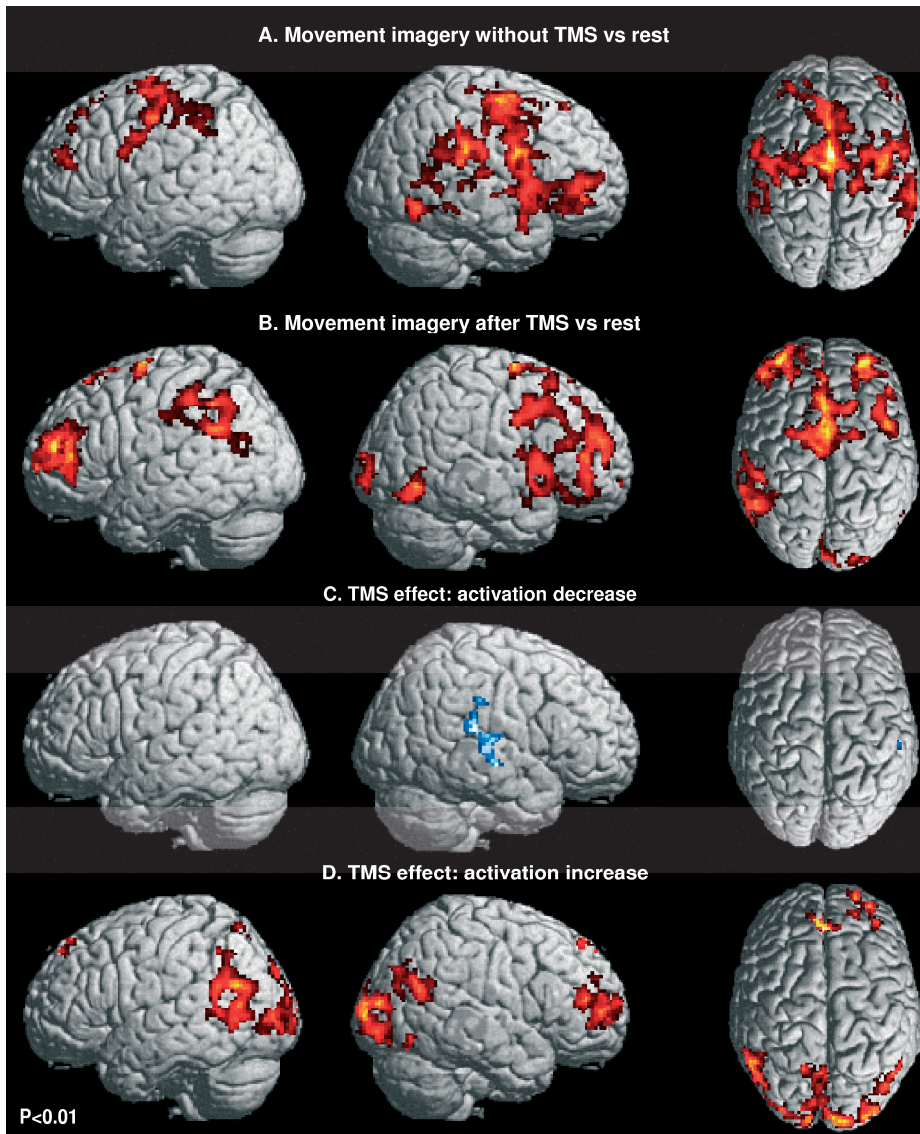 A. Movement imagery without TMS vs rest
B. Movement imagery after TMS vs rest
C. TMS effect: activation decrease
D. TMS effect: activation increase
P<0.01